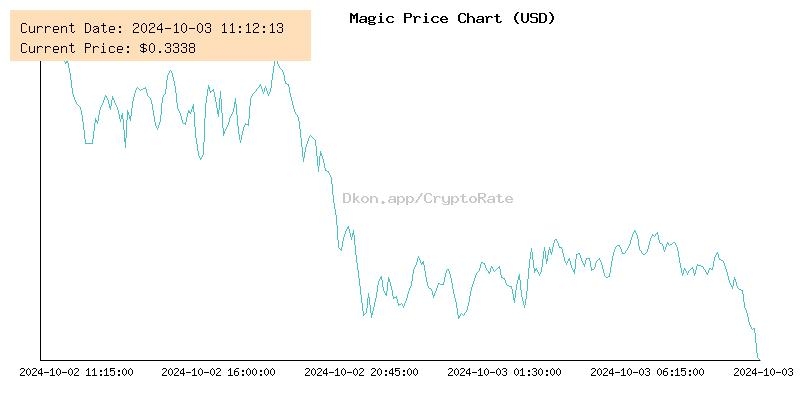 Magic Price Chart (USD)
Current Date: 2024-10-03 11:12:13
Current Price: $0.3338
Dkon.app/CryptoRate
2024-10-02 11:15:00 2024-10-02 16:00:00 2024-10-02 20:45:00 2024-10-03 01:30:00 2024-10-03 06:15:00 2024-10-03